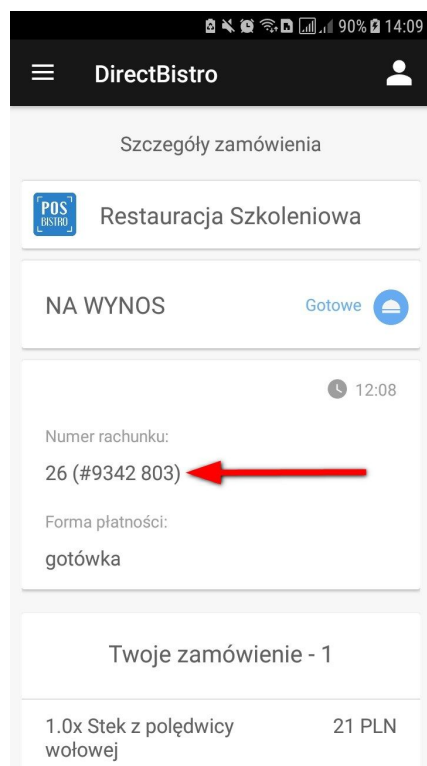 90% 14:09
DirectBistro
Szczegóły zamówienia
POS
BISTRO
Restauracja Szkoleniowa
NA WYNOS
Gotowe
12:08
Numer rachunku:
26 (#9342 803)
Forma płatności:
gotówka
Twoje zamówienie - 1
1.0x Stek z polędwicy 21 PLN
wołowej